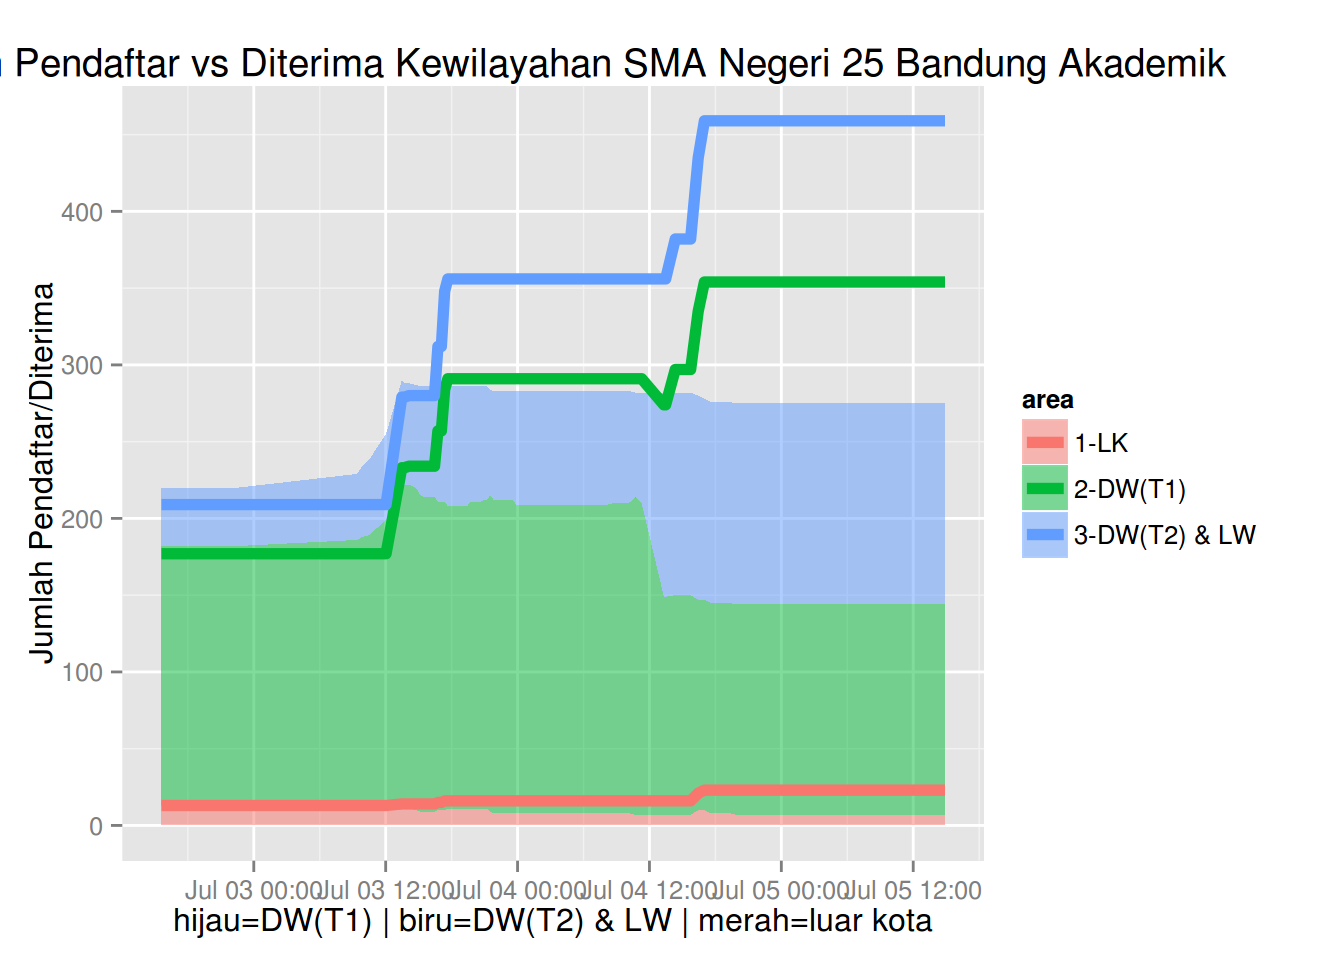 Pendaftar vs Diterima Kewilayahan SMA Negeri 25 Bandung Akademik
Jumlah Pendaftar/Diterima
400
300
200
100
0
Jul 03 00:00
Jul 03 12:00
Jul 04 00:00
Jul 04 12:00
Jul 05 00:00
Jul 05 12:00
hijau=DW(T1) | biru=DW(T2) & LW | merah=luar kota
area
1-LK
2-DW(T1)
3-DW(T2) & LW